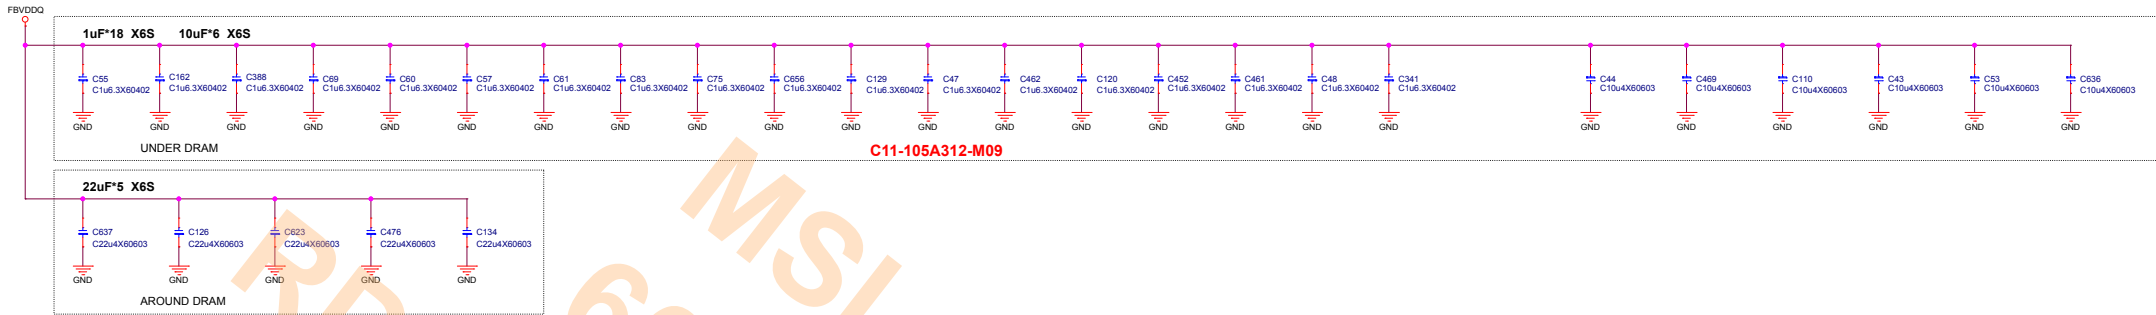 FBVDDQ
1uF*18 X6S 10uF*6 X6S
C55 C162 C388 C69 C60 C57 C61 C83 C75 C656 C129 C47 C462 C120 C452 C461 C48 C341 C44 C469 C110 C43 C53 C636
C1u6.3X60402 C1u6.3X60402 C1u6.3X60402 C1u6.3X60402 C1u6.3X60402 C1u6.3X60402 C1u6.3X60402 C1u6.3X60402 C1u6.3X60402 C1u6.3X60402 C1u6.3X60402 C1u6.3X60402 C1u6.3X60402 C1u6.3X60402 C1u6.3X60402 C1u6.3X60402 C1u6.3X60402 C1u6.3X60402 C10u4X60603 C10u4X60603 C10u4X60603 C10u4X60603 C10u4X60603 C10u4X60603
GND GND GND GND GND GND GND GND GND GND GND GND GND GND GND GND GND GND GND GND GND GND GND GND
UNDER DRAM
C11-105A312-M09
22uF*5 X6S
C637 C126 C623 C476 C134
C22u4X60603 C22u4X60603 C22u4X60603 C22u4X60603 C22u4X60603
GND GND GND GND GND
AROUND DRAM
MSI